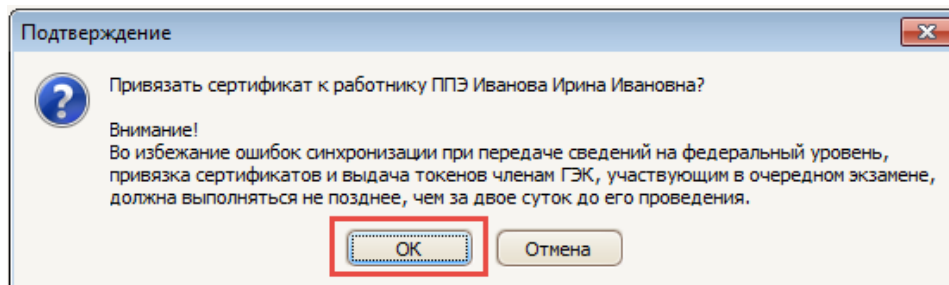 Подтверждение
Привязать сертификат к работнику ППЭ Иванова Ирина Ивановна?
Внимание!
Во избежание ошибок синхронизации при передаче сведений на федеральный уровень,
привязка сертификатов и выдача токенов членам ГЭК, участвующим в очередном экзамене,
должна выполняться не позднее, чем за двое суток до его проведения.
ОК Отмена